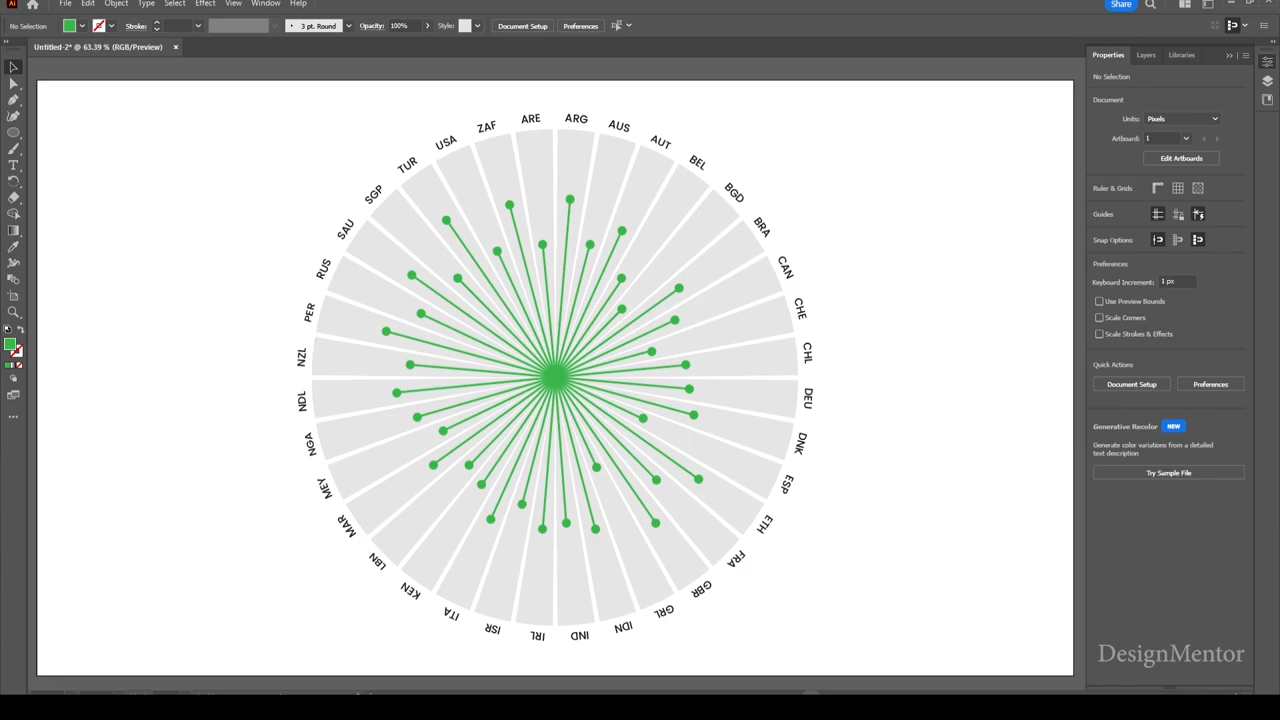 Ai File Edit Object Type Select Effect View Window Help Share
No Selection Stroke: 3 pt. Round Opacity: 100% Style: Document Setup Preferences
Untitled-2* @ 63.39 % (RGB/Preview) ×
Properties Layers Libraries
No Selection
Document
Units: Pixels
Artboard: 1
Edit Artboards
Ruler & Grids
Guides
Snap Options
Preferences
Keyboard Increment: 1 px
Use Preview Bounds
Scale Corners
Scale Strokes & Effects
Quick Actions
Document Setup Preferences
Generative Recolor NEW
Generate color variations from a detailed
text description
Try Sample File
ARG
AUS
AUT
BEL
BGD
BRA
CAN
CHE
CHL
DEU
DNK
ESP
ETH
FRA
GBR
GRL
IDN
IND
IRL
ISR
ITA
KEN
LBN
MAR
MEY
NGA
NDL
NZL
PER
RUS
SAU
SGP
TUR
USA
ZAF
ARE
DesignMentor